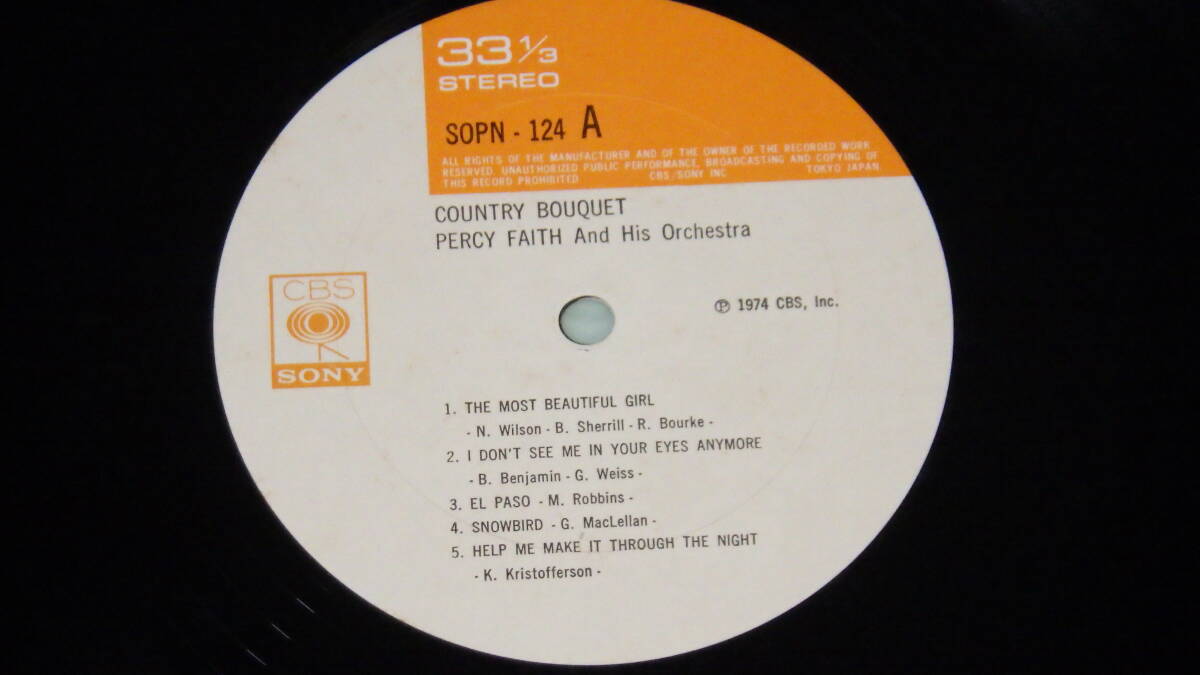 33 1/3
STEREO
SOPN - 124 A
ALL RIGHTS OF THE MANUFACTURER AND OF THE OWNER OF THE RECORDED WORK
RESERVED. UNAUTHORIZED PUBLIC PERFORMANCE, BROADCASTING AND COPYING OF
THIS RECORD PROHIBITED CBS/SONY INC TOKYO JAPAN
COUNTRY BOUQUET
PERCY FAITH And His Orchestra
CBS
SONY
℗ 1974 CBS, Inc.
1. THE MOST BEAUTIFUL GIRL
- N. Wilson - B. Sherrill - R. Bourke -
2. I DON'T SEE ME IN YOUR EYES ANYMORE
- B. Benjamin - G. Weiss -
3. EL PASO - M. Robbins -
4. SNOWBIRD - G. MacLellan -
5. HELP ME MAKE IT THROUGH THE NIGHT
- K. Kristofferson -